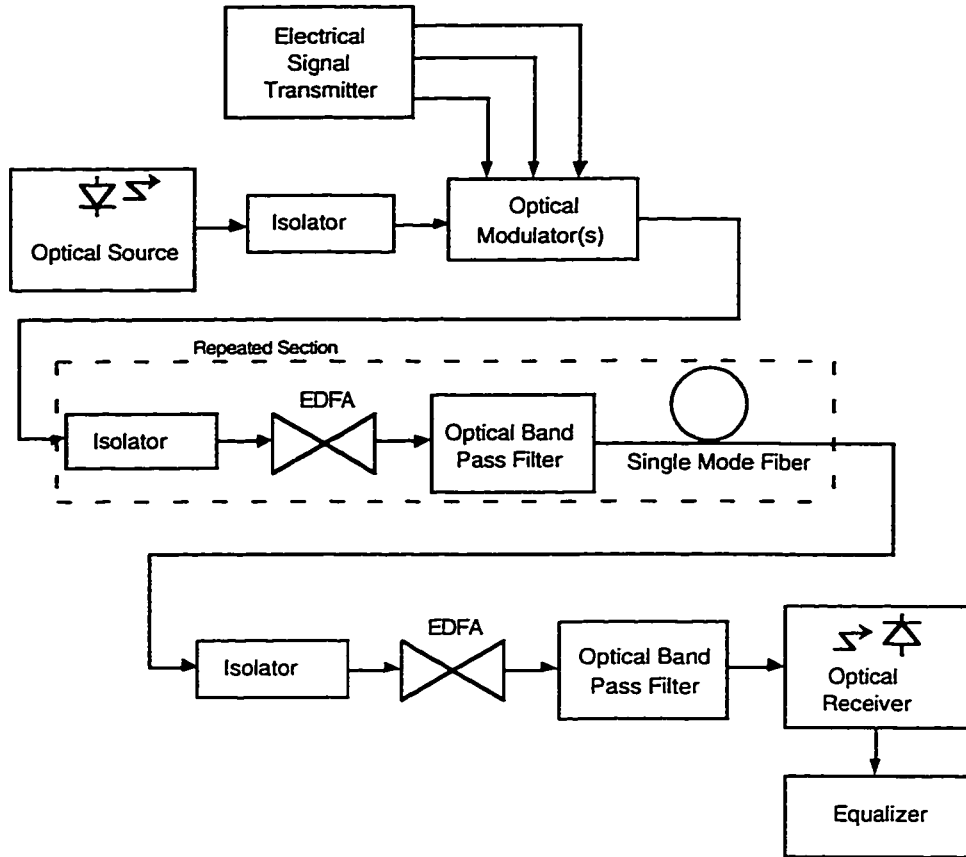 Electrical
Signal
Transmitter
Optical Source
Isolator
Optical
Modulator(s)
Repeated Section
Isolator
EDFA
Optical Band
Pass Filter
Single Mode Fiber
Isolator
EDFA
Optical Band
Pass Filter
Optical
Receiver
Equalizer